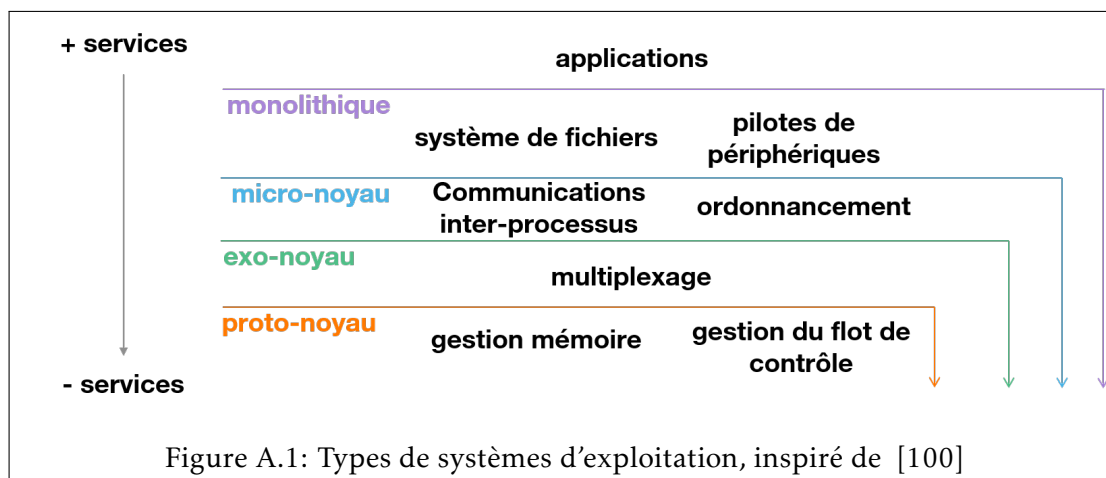 + services
applications
monolithique
système de fichiers
pilotes de
périphériques
micro-noyau
Communications
inter-processus
ordonnancement
exo-noyau
multiplexage
proto-noyau
gestion mémoire
gestion du flot de
contrôle
- services
Figure A.1: Types de systèmes d'exploitation, inspiré de [100]